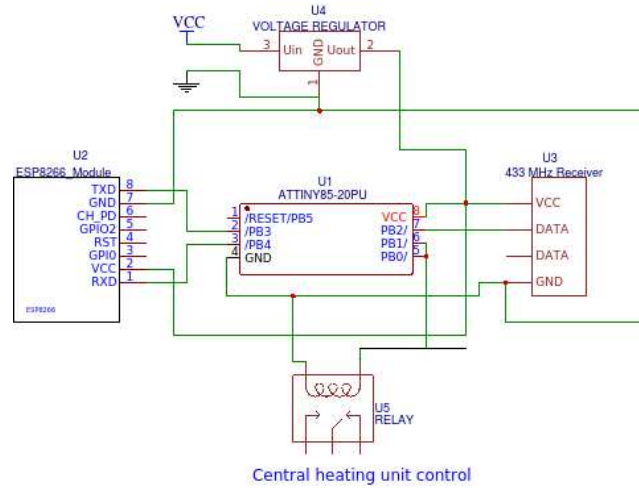 U4
VCC
VOLTAGE REGULATOR
3 Uin GND Uout 2
1
U2
ESP8266_Module
TXD 8
GND 7
CH_PD 6
GPIO2 5
RST 4
GPI0 3
VCC 2
RXD 1
ESP8266
U1
ATTINY85-20PU
1 /RESET/PB5 VCC 8
2 /PB3 PB2/ 7
3 /PB4 PB1/ 6
4 GND PB0/ 5
U3
433 MHz Receiver
VCC
DATA
DATA
GND
U5
RELAY
Central heating unit control